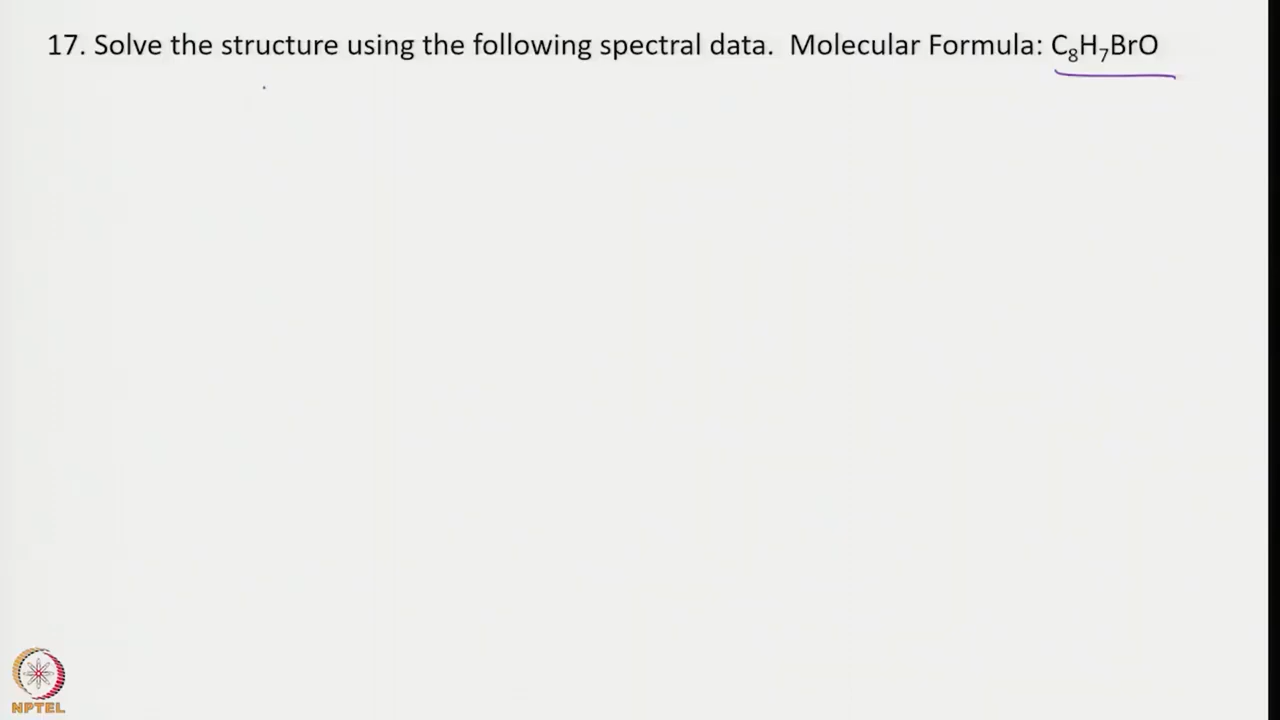 17. Solve the structure using the following spectral data.  Molecular Formula: C₈H₇BrO
NPTEL